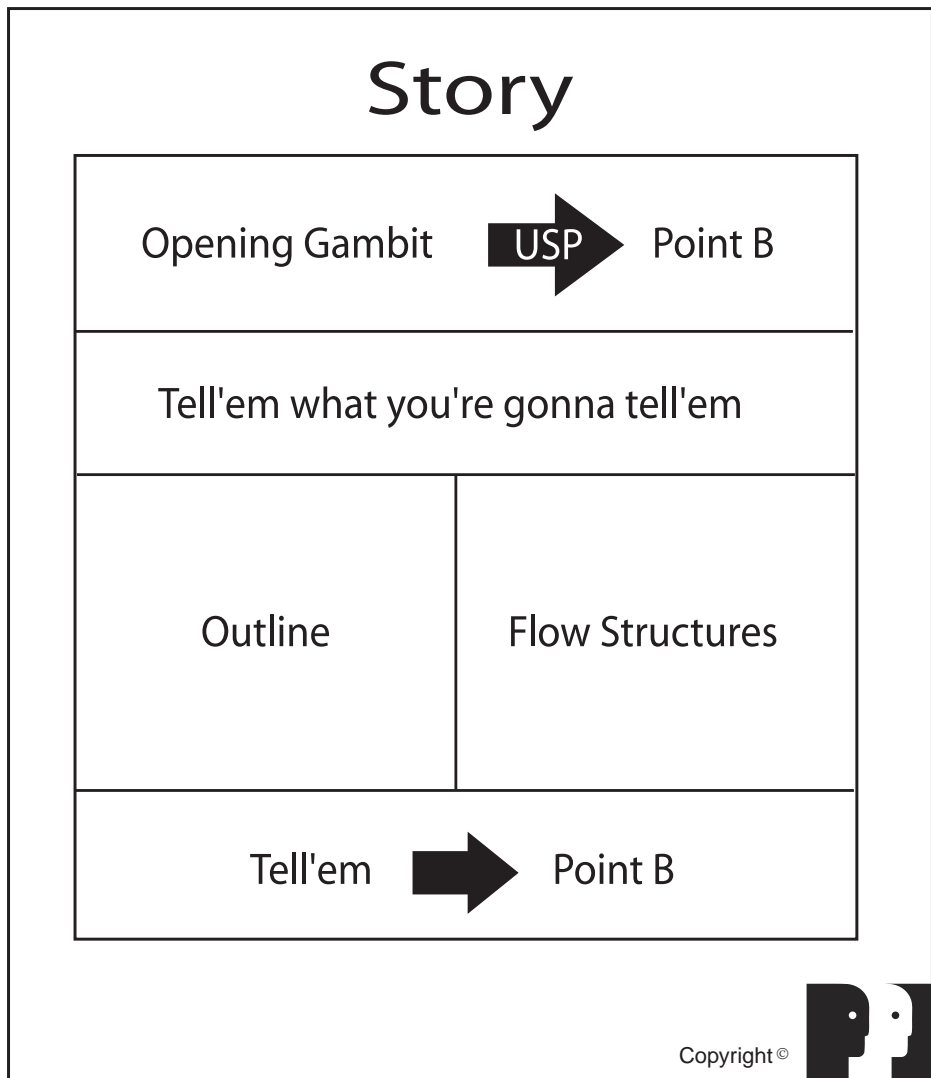 Story
Opening Gambit USP Point B
Tell'em what you're gonna tell'em
Outline Flow Structures
Tell'em Point B
Copyright ©